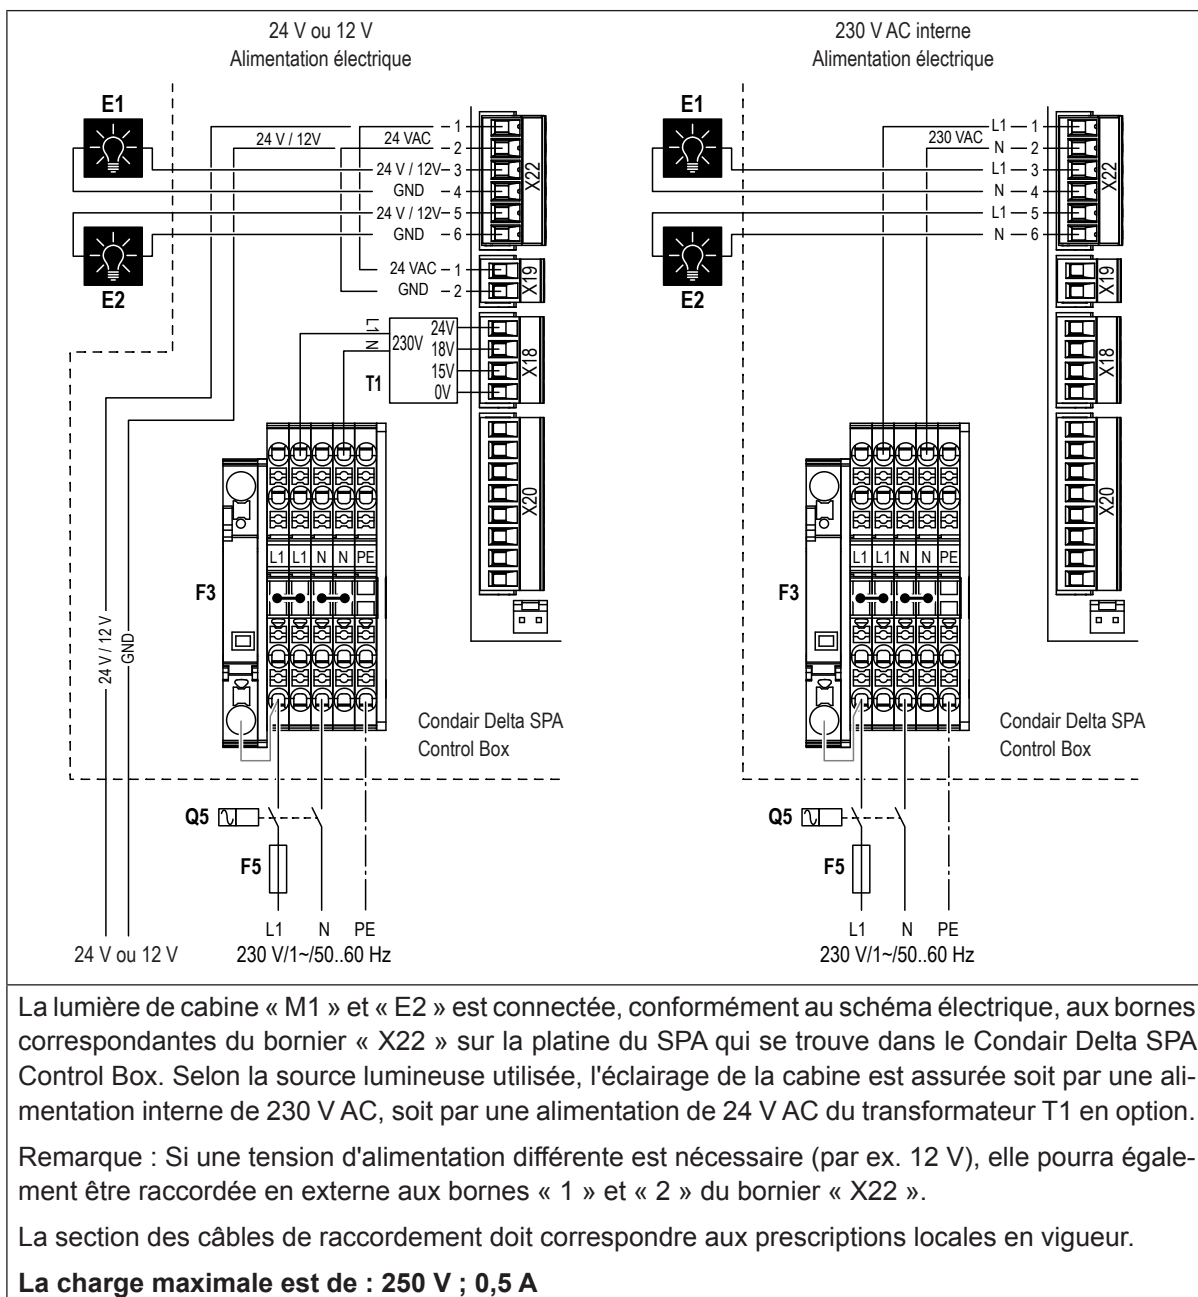 24 V ou 12 V
Alimentation électrique
E1
24 V / 12V
24 VAC
1
2
24 V / 12V
3
GND
4
24 V / 12V
5
GND
6
X22
E2
24 VAC
1
GND
2
X19
L1
N
230V
T1
24V
18V
15V
0V
X18
X20
L1 L1 N N PE
F3
24 V / 12 V
GND
Condair Delta SPA
Control Box
Q5
F5
L1 N PE
24 V ou 12 V
230 V/1~/50..60 Hz
230 V AC interne
Alimentation électrique
E1
230 VAC
L1 1
N 2
L1 3
N 4
L1 5
N 6
X22
E2
X19
X18
X20
L1 L1 N N PE
F3
Condair Delta SPA
Control Box
Q5
F5
L1 N PE
230 V/1~/50..60 Hz
La lumière de cabine « M1 » et « E2 » est connectée, conformément au schéma électrique, aux bornes
correspondantes du bornier « X22 » sur la platine du SPA qui se trouve dans le Condair Delta SPA
Control Box. Selon la source lumineuse utilisée, l'éclairage de la cabine est assurée soit par une ali-
mentation interne de 230 V AC, soit par une alimentation de 24 V AC du transformateur T1 en option.
Remarque : Si une tension d'alimentation différente est nécessaire (par ex. 12 V), elle pourra égale-
ment être raccordée en externe aux bornes « 1 » et « 2 » du bornier « X22 ».
La section des câbles de raccordement doit correspondre aux prescriptions locales en vigueur.
La charge maximale est de : 250 V ; 0,5 A